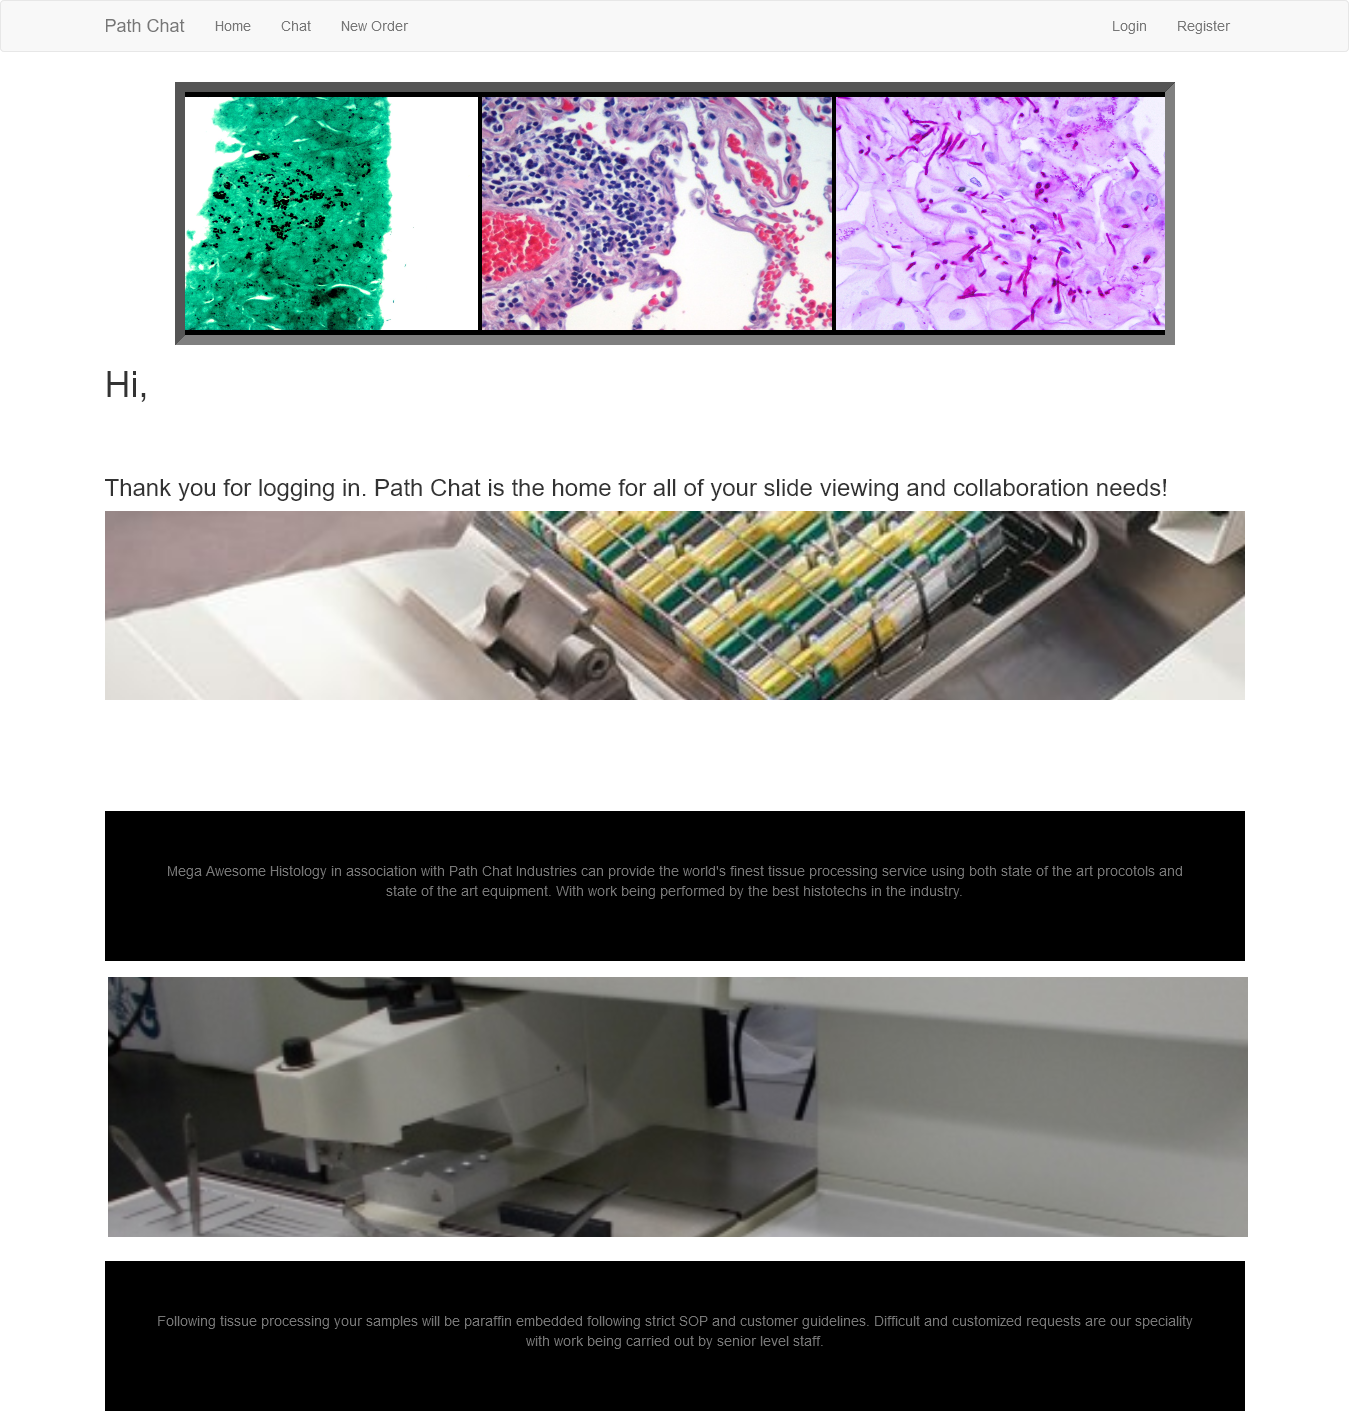 Path Chat Home Chat New Order Login Register
Hi,
Thank you for logging in. Path Chat is the home for all of your slide viewing and collaboration needs!
Mega Awesome Histology in association with Path Chat Industries can provide the world's finest tissue processing service using both state of the art procotols and
state of the art equipment. With work being performed by the best histotechs in the industry.
Following tissue processing your samples will be paraffin embedded following strict SOP and customer guidelines. Difficult and customized requests are our speciality
with work being carried out by senior level staff.